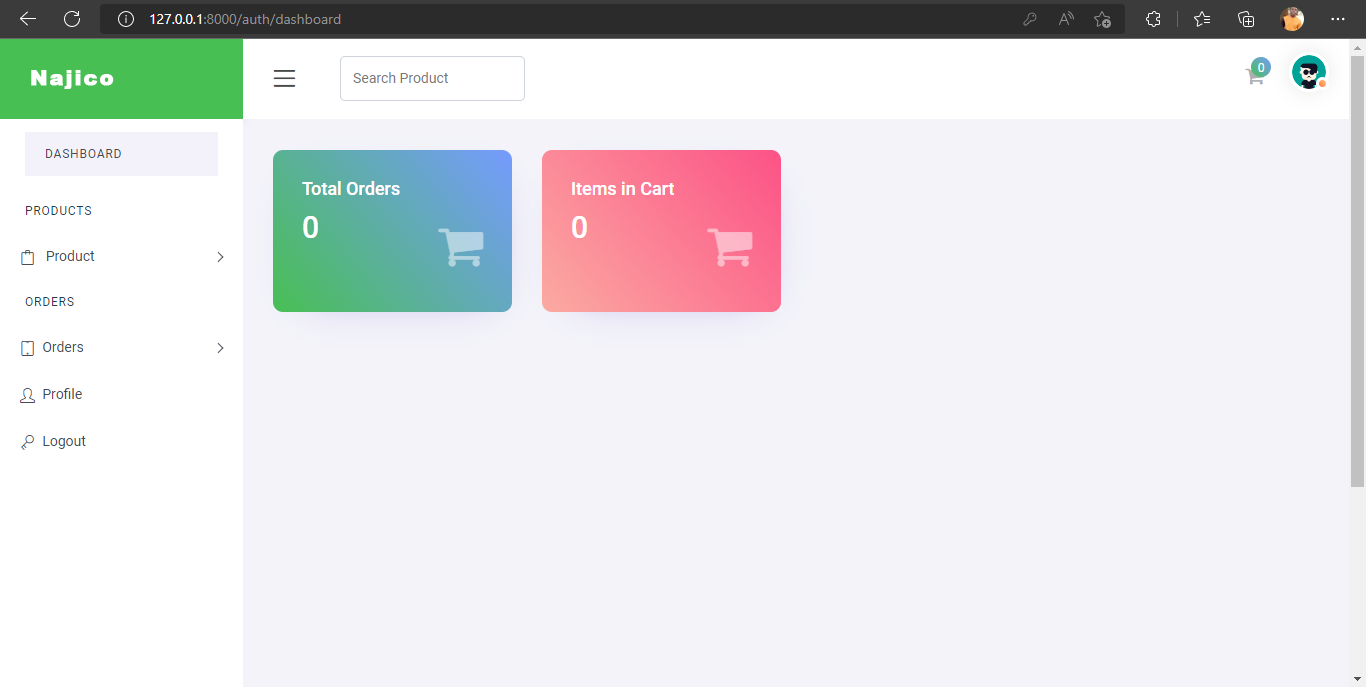 127.0.0.1:8000/auth/dashboard
Najico
Search Product
0
DASHBOARD
PRODUCTS
Product
ORDERS
Orders
Profile
Logout
Total Orders
0
Items in Cart
0